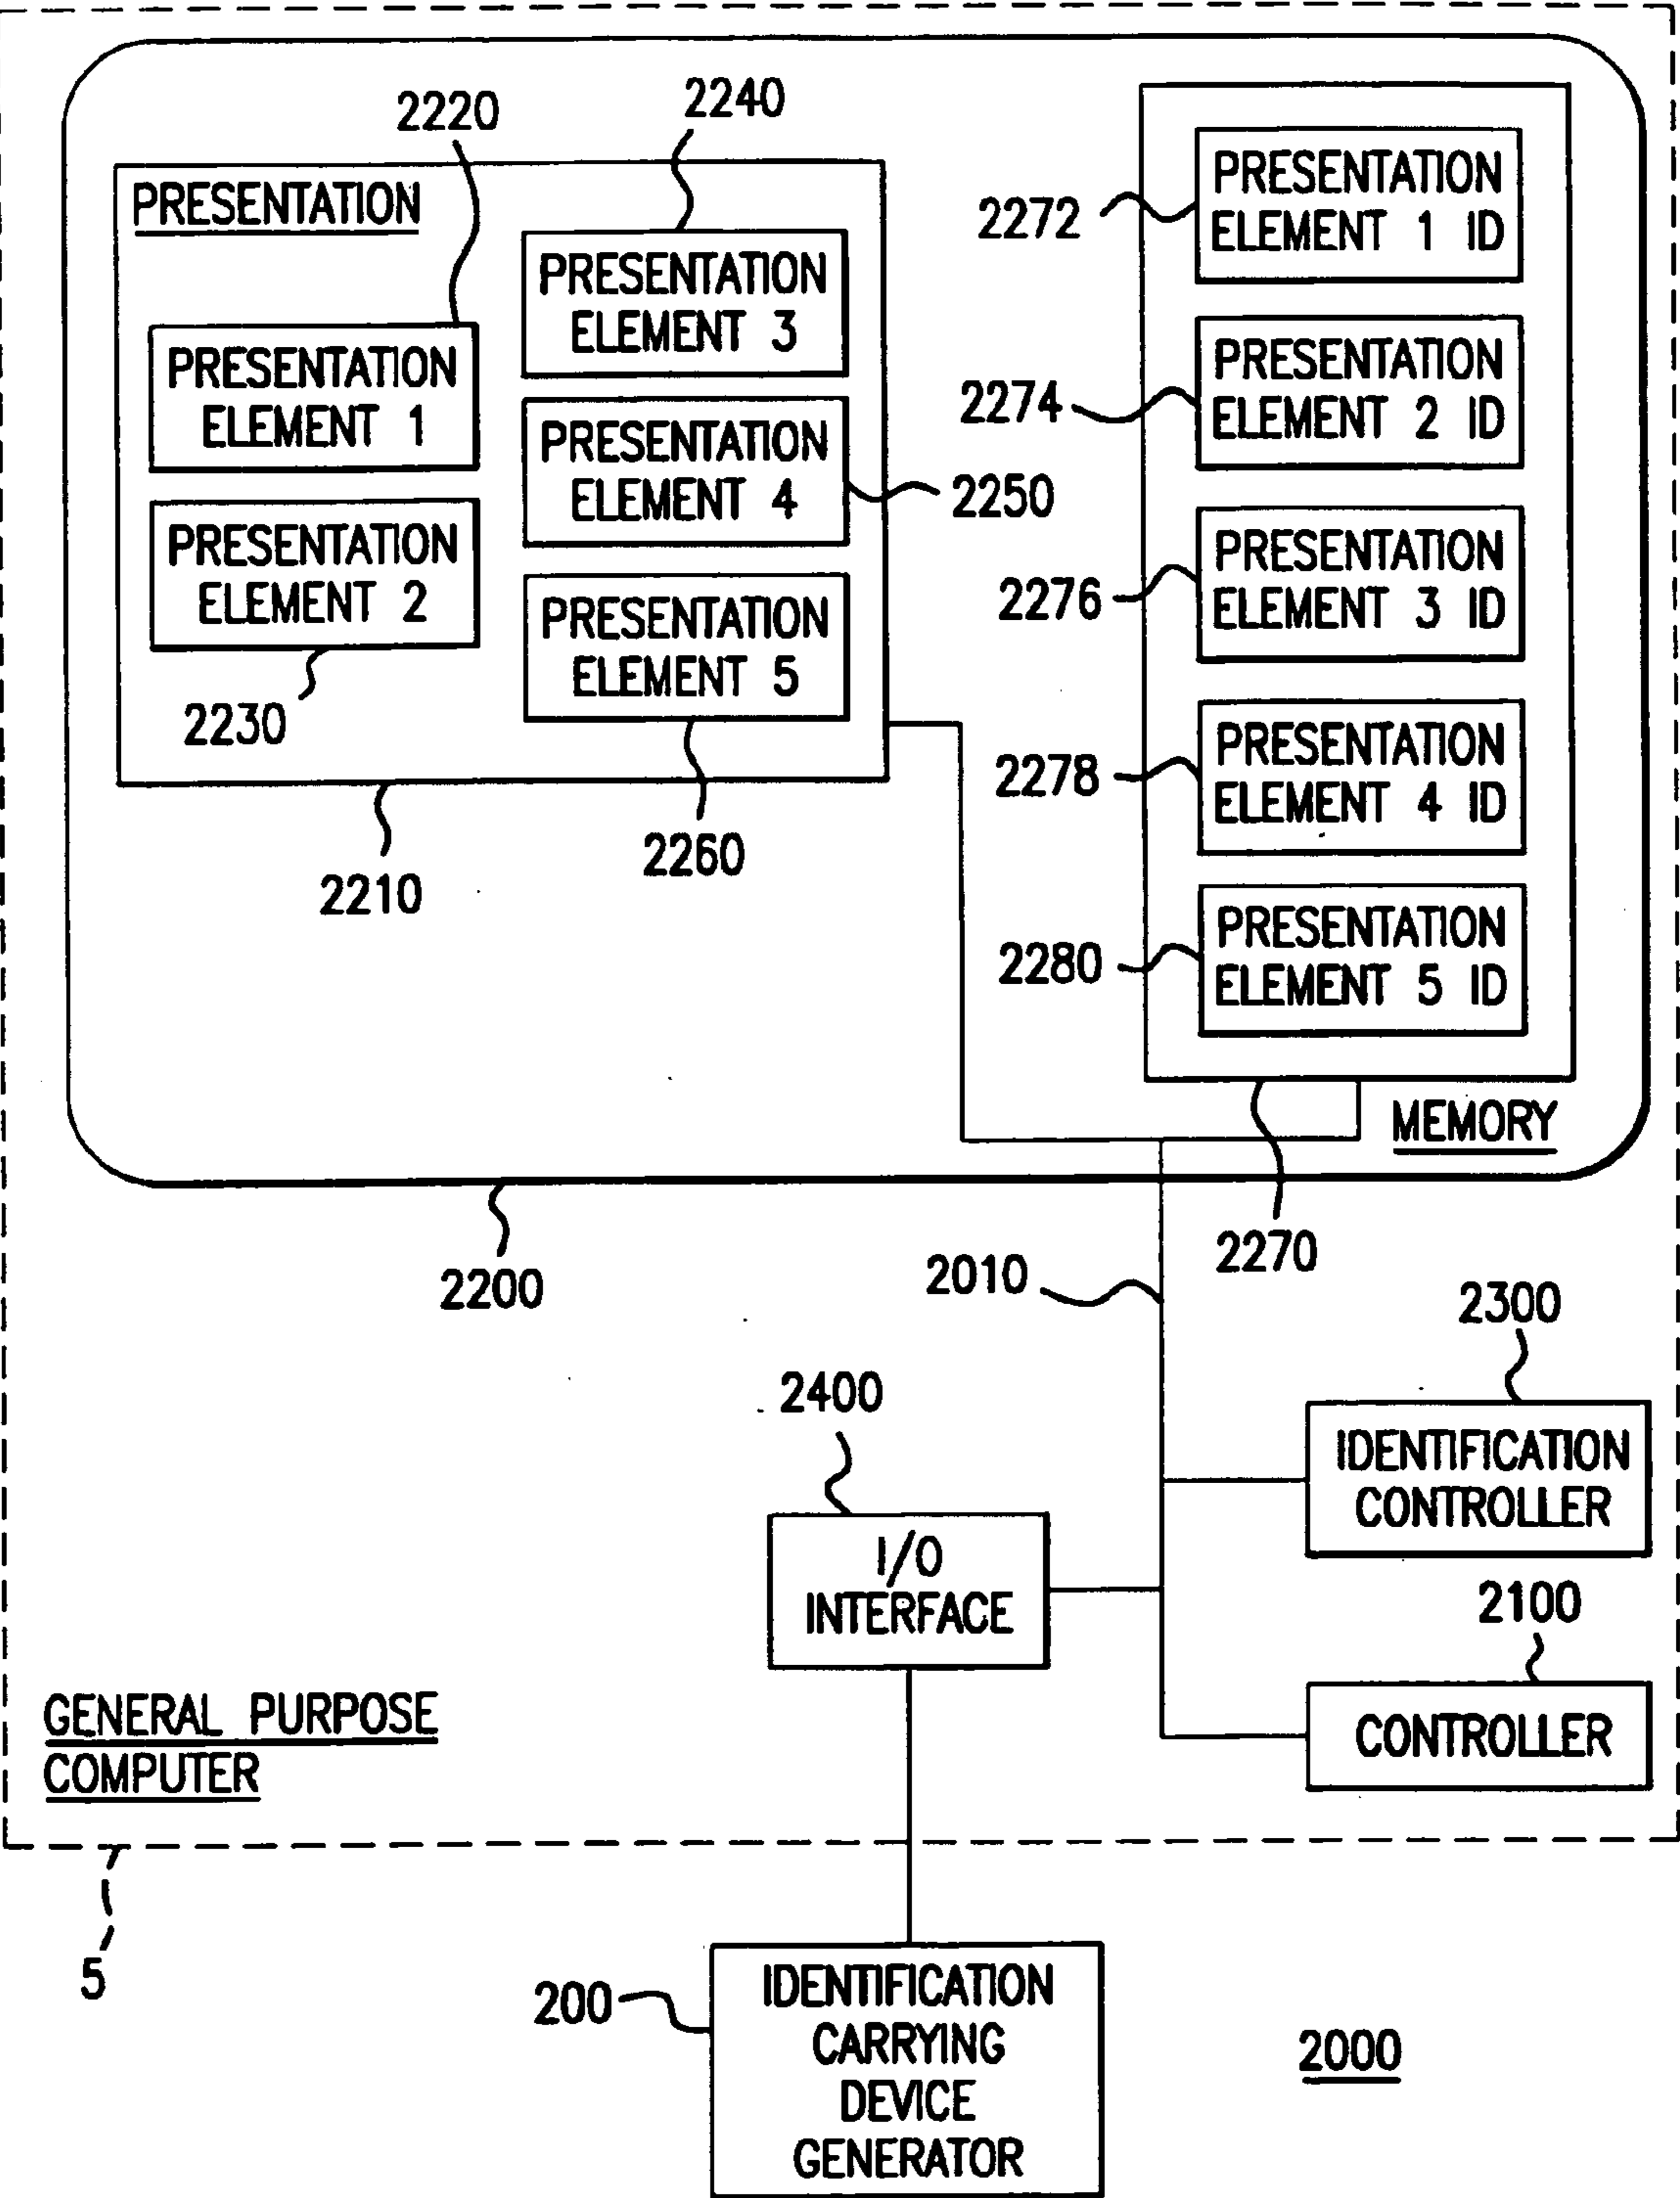 2220
2240
PRESENTATION
PRESENTATION
ELEMENT 1
PRESENTATION
ELEMENT 2
2230
PRESENTATION
ELEMENT 3
PRESENTATION
ELEMENT 4
2250
PRESENTATION
ELEMENT 5
2260
2210
2272
PRESENTATION
ELEMENT 1 ID
2274
PRESENTATION
ELEMENT 2 ID
2276
PRESENTATION
ELEMENT 3 ID
2278
PRESENTATION
ELEMENT 4 ID
2280
PRESENTATION
ELEMENT 5 ID
MEMORY
2200
2270
2010
2300
IDENTIFICATION
CONTROLLER
2400
I/O
INTERFACE
2100
CONTROLLER
GENERAL PURPOSE
COMPUTER
5
200
IDENTIFICATION
CARRYING
DEVICE
GENERATOR
2000